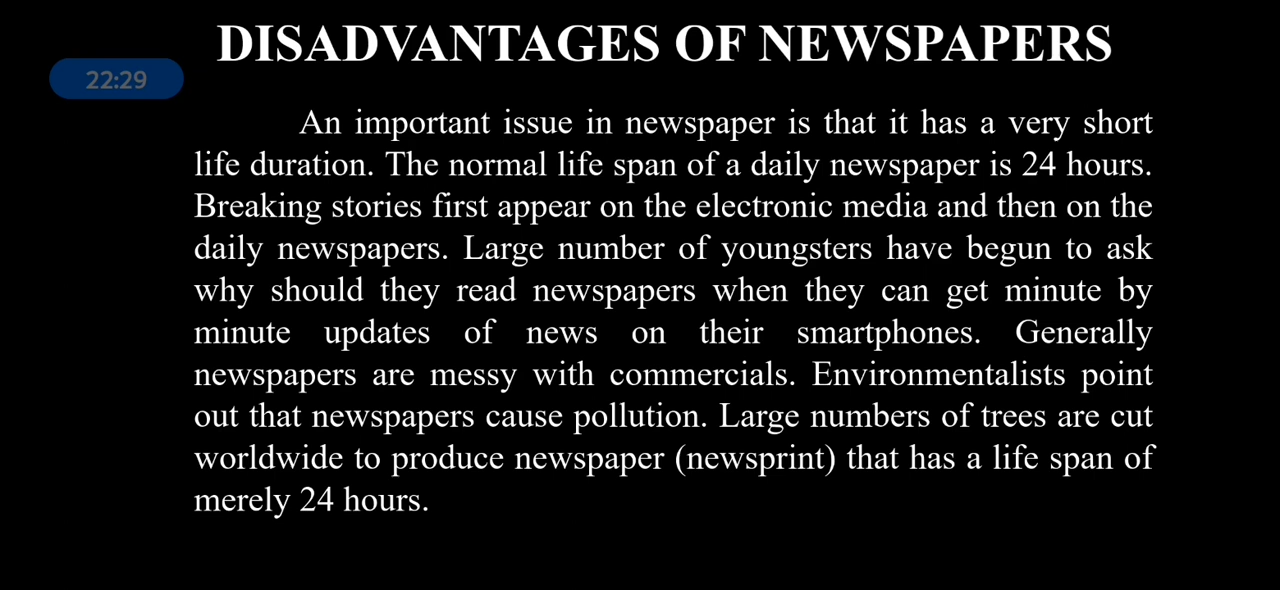 DISADVANTAGES OF NEWSPAPERS
22:29
An important issue in newspaper is that it has a very short
life duration. The normal life span of a daily newspaper is 24 hours.
Breaking stories first appear on the electronic media and then on the
daily newspapers. Large number of youngsters have begun to ask
why should they read newspapers when they can get minute by
minute updates of news on their smartphones. Generally
newspapers are messy with commercials. Environmentalists point
out that newspapers cause pollution. Large numbers of trees are cut
worldwide to produce newspaper (newsprint) that has a life span of
merely 24 hours.